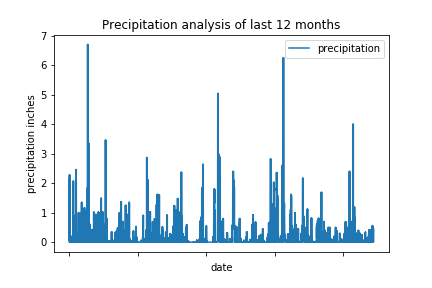 Precipitation analysis of last 12 months
precipitation
7
6
5
4
3
2
1
0
precipitation inches
date